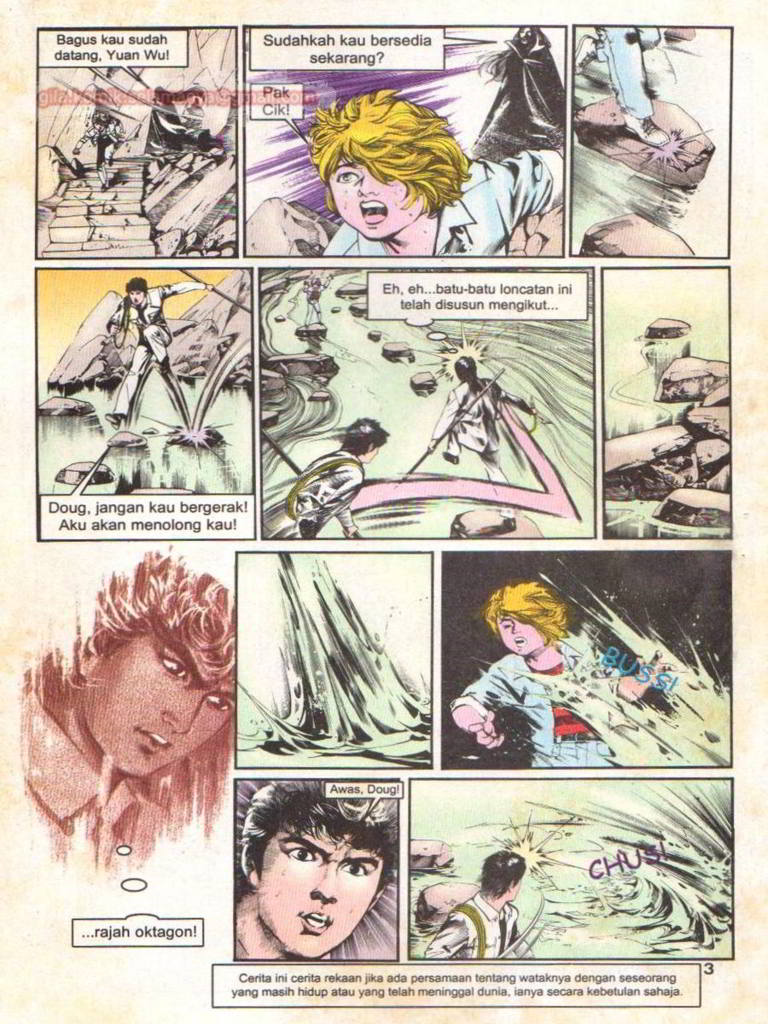 Bagus kau sudah
datang, Yuan Wu!
Sudahkah kau bersedia
sekarang?
Pak
Cik!
Doug, jangan kau bergerak!
Aku akan menolong kau!
Eh, eh...batu-batu loncatan ini
telah disusun mengikut...
...rajah oktagon!
BUSS!
Awas, Doug!
CHUS!
Cerita ini cerita rekaan jika ada persamaan tentang wataknya dengan seseorang
yang masih hidup atau yang telah meninggal dunia, ianya secara kebetulan sahaja.
3